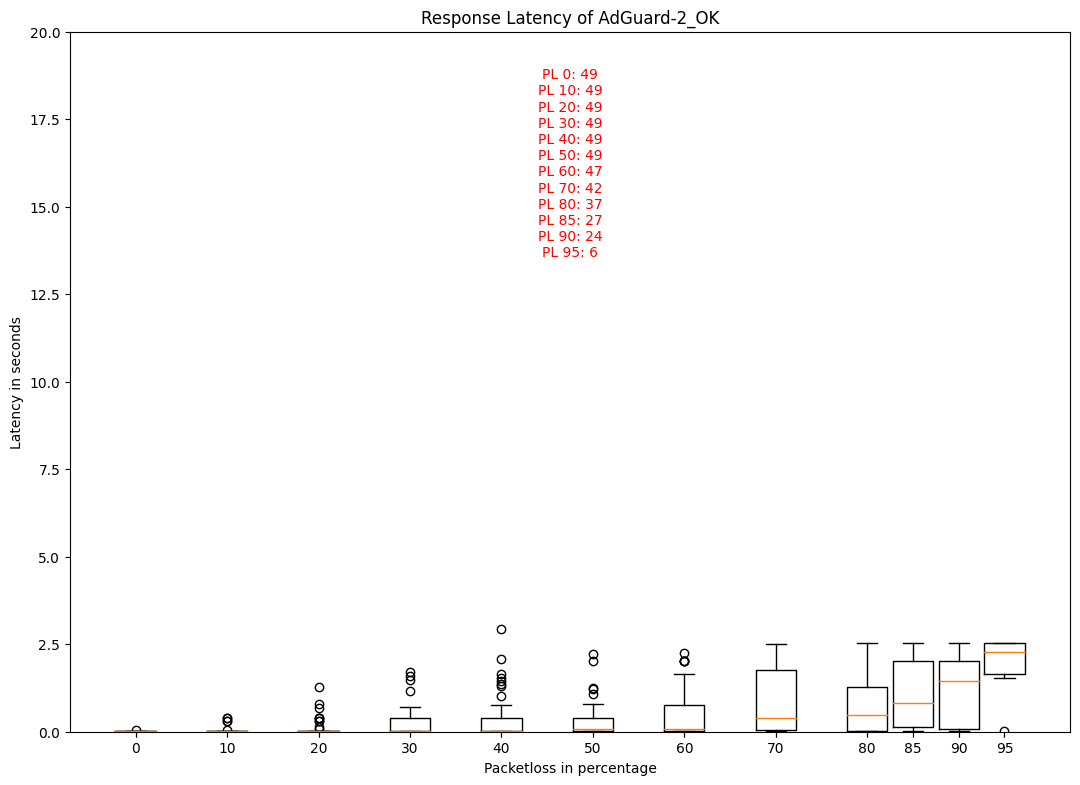 Response Latency of AdGuard-2_OK
20.0
17.5
15.0
12.5
10.0
7.5
5.0
2.5
0.0
Latency in seconds
PL 0: 49
PL 10: 49
PL 20: 49
PL 30: 49
PL 40: 49
PL 50: 49
PL 60: 47
PL 70: 42
PL 80: 37
PL 85: 27
PL 90: 24
PL 95: 6
0 10 20 30 40 50 60 70 80 85 90 95
Packetloss in percentage